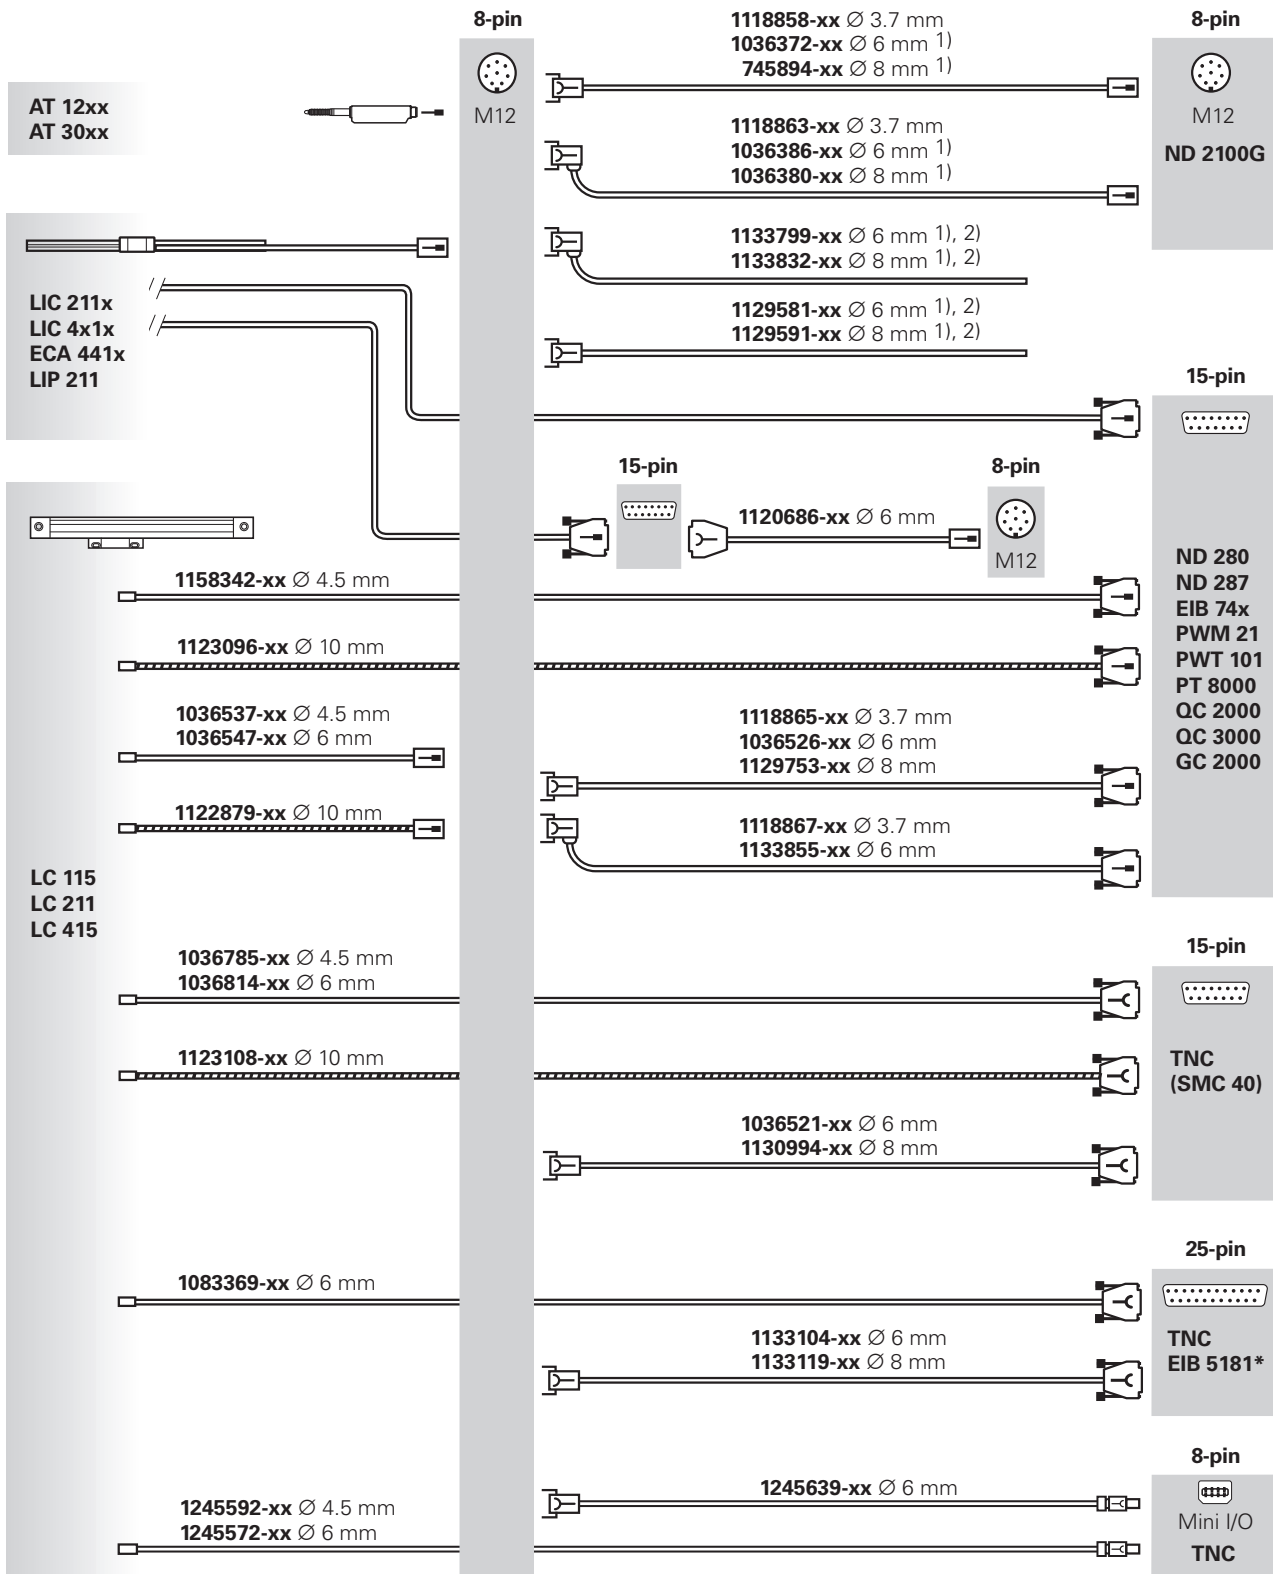 8-pin
M12
1118858-xx ∅ 3.7 mm
1036372-xx ∅ 6 mm 1)
745894-xx ∅ 8 mm 1)
8-pin
M12
ND 2100G
AT 12xx
AT 30xx
1118863-xx ∅ 3.7 mm
1036386-xx ∅ 6 mm 1)
1036380-xx ∅ 8 mm 1)
LIC 211x
LIC 4x1x
ECA 441x
LIP 211
1133799-xx ∅ 6 mm 1), 2)
1133832-xx ∅ 8 mm 1), 2)
1129581-xx ∅ 6 mm 1), 2)
1129591-xx ∅ 8 mm 1), 2)
15-pin
15-pin
1120686-xx ∅ 6 mm
8-pin
M12
ND 280
ND 287
EIB 74x
PWM 21
PWT 101
PT 8000
QC 2000
QC 3000
GC 2000
1158342-xx ∅ 4.5 mm
1123096-xx ∅ 10 mm
1036537-xx ∅ 4.5 mm
1036547-xx ∅ 6 mm
1118865-xx ∅ 3.7 mm
1036526-xx ∅ 6 mm
1129753-xx ∅ 8 mm
1122879-xx ∅ 10 mm
1118867-xx ∅ 3.7 mm
1133855-xx ∅ 6 mm
LC 115
LC 211
LC 415
1036785-xx ∅ 4.5 mm
1036814-xx ∅ 6 mm
15-pin
TNC
(SMC 40)
1123108-xx ∅ 10 mm
1036521-xx ∅ 6 mm
1130994-xx ∅ 8 mm
25-pin
TNC
EIB 5181*
1083369-xx ∅ 6 mm
1133104-xx ∅ 6 mm
1133119-xx ∅ 8 mm
8-pin
Mini I/O
TNC
1245639-xx ∅ 6 mm
1245592-xx ∅ 4.5 mm
1245572-xx ∅ 6 mm